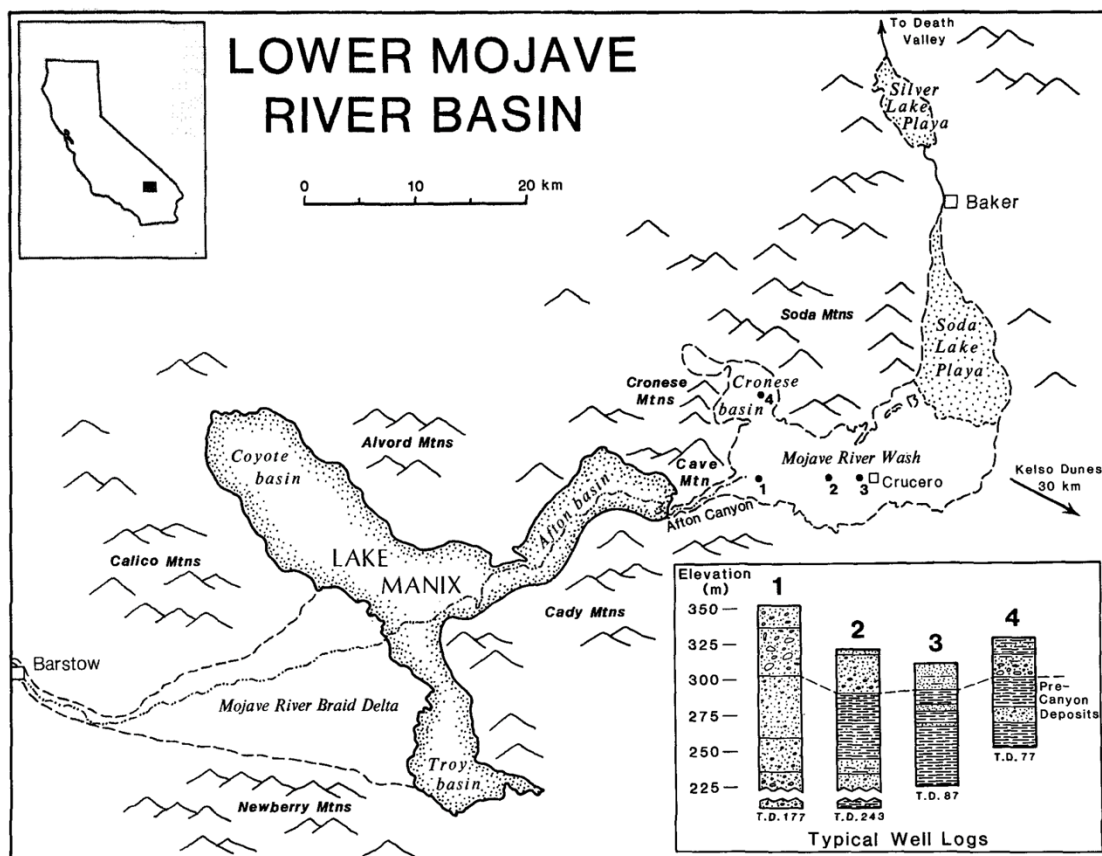 LOWER MOJAVE
RIVER BASIN
0 10 20 km
To Death
Valley
Silver
Lake
Playa
Baker
Soda Mtns
Soda
Lake
Playa
Cronese
Mtns
Cronese
basin
4
Alvord Mtns
Coyote
basin
Cave
Mtn
Mojave River Wash
Kelso Dunes
30 km
1
2
3
Crucero
Afton basin
Afton Canyon
LAKE
MANIX
Calico Mtns
Cady Mtns
Barstow
Mojave River Braid Delta
Troy
basin
Newberry Mtns
Elevation
(m)
1
2
3
4
350
325
300
275
250
225
Pre-
Canyon
Deposits
T.D.177
T.D.243
T.D.87
T.D.77
Typical Well Logs